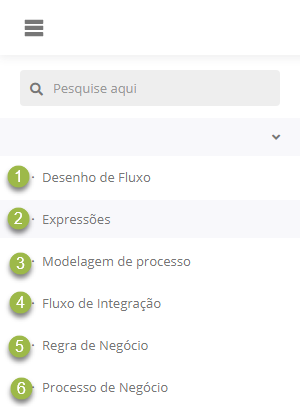 Pesquise aqui
1 · Desenho de Fluxo
2 · Expressões
3 · Modelagem de processo
4 · Fluxo de Integração
5 · Regra de Negócio
6 · Processo de Negócio